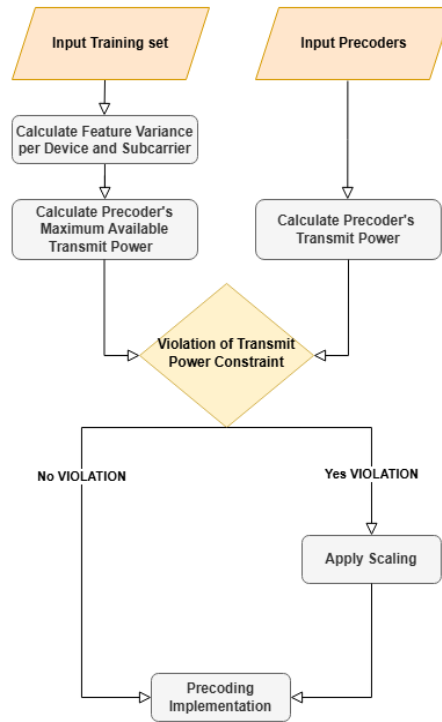 Input Training set
Input Precoders
Calculate Feature Variance
per Device and Subcarrier
Calculate Precoder's
Maximum Available
Transmit Power
Calculate Precoder's
Transmit Power
Violation of Transmit
Power Constraint
No VIOLATION
Yes VIOLATION
Apply Scaling
Precoding
Implementation